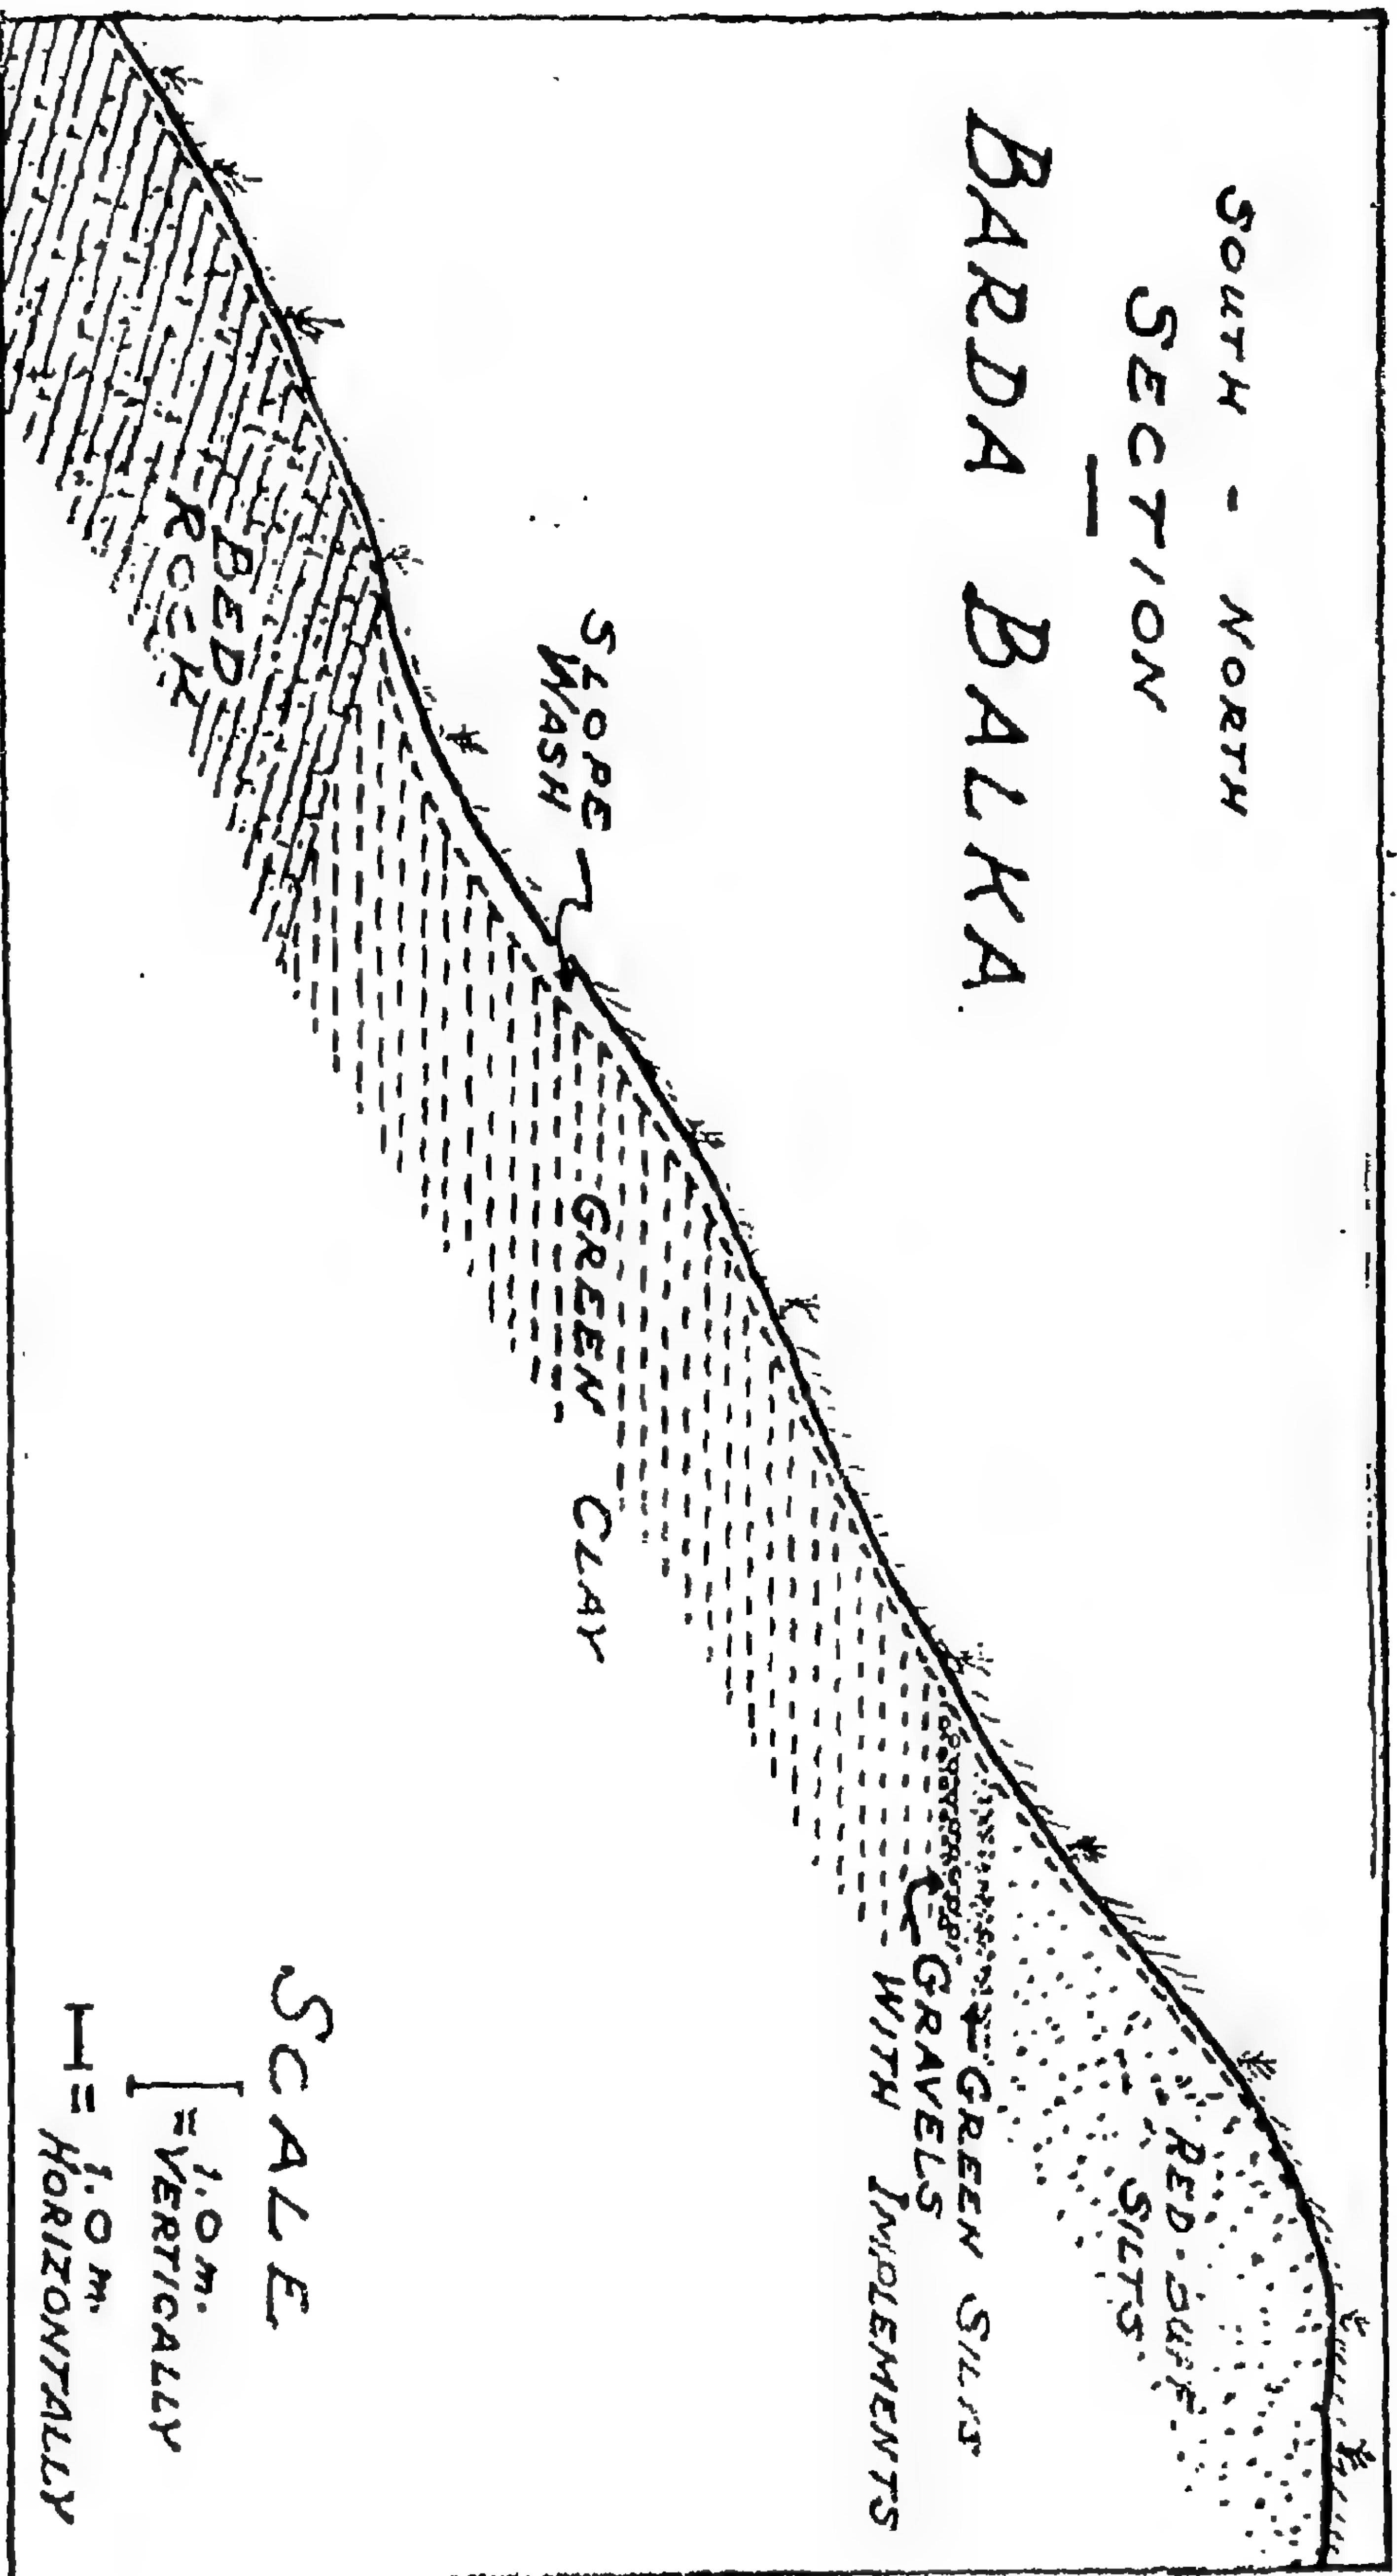 SOUTH - NORTH
SECTION
—
BARDA BALKA
SLOPE
WASH
BED
ROCK
GREEN CLAY
RED-BUFF
SILTS
GREEN SILTS
GRAVELS
WITH IMPLEMENTS
SCALE
= 1.0 m.
VERTICALLY
= 1.0 m.
HORIZONTALLY